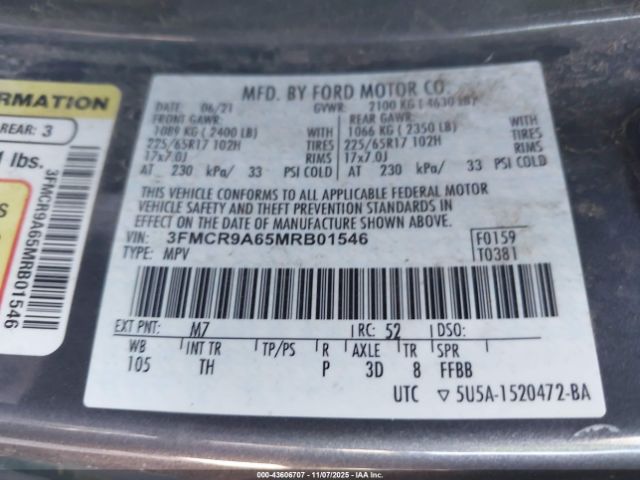 MFD. BY FORD MOTOR CO.
DATE: 06/21 GVWR: 2100 KG ( 4630 LB)
FRONT GAWR: REAR GAWR:
1089 KG ( 2400 LB) WITH 1066 KG ( 2350 LB) WITH
225/65R17 102H TIRES 225/65R17 102H TIRES
17x7.0J RIMS 17x7.0J RIMS
AT 230 kPa/ 33 PSI COLD AT 230 kPa/ 33 PSI COLD
THIS VEHICLE CONFORMS TO ALL APPLICABLE FEDERAL MOTOR
VEHICLE SAFETY AND THEFT PREVENTION STANDARDS IN
EFFECT ON THE DATE OF MANUFACTURE SHOWN ABOVE.
VIN: 3FMCR9A65MRB01546 F0159
TYPE: MPV T0381
EXT PNT: M7 RC: 52 DSO:
WB INT TR TP/PS R AXLE TR SPR
105 TH P 3D 8 FFBB
UTC ▽ 5U5A-1520472-BA
ORMATION
REAR: 3
lbs.
3FMCR9A65MRB01546
IAA 000-43606707 - 11/07/2025 - IAAI.COM